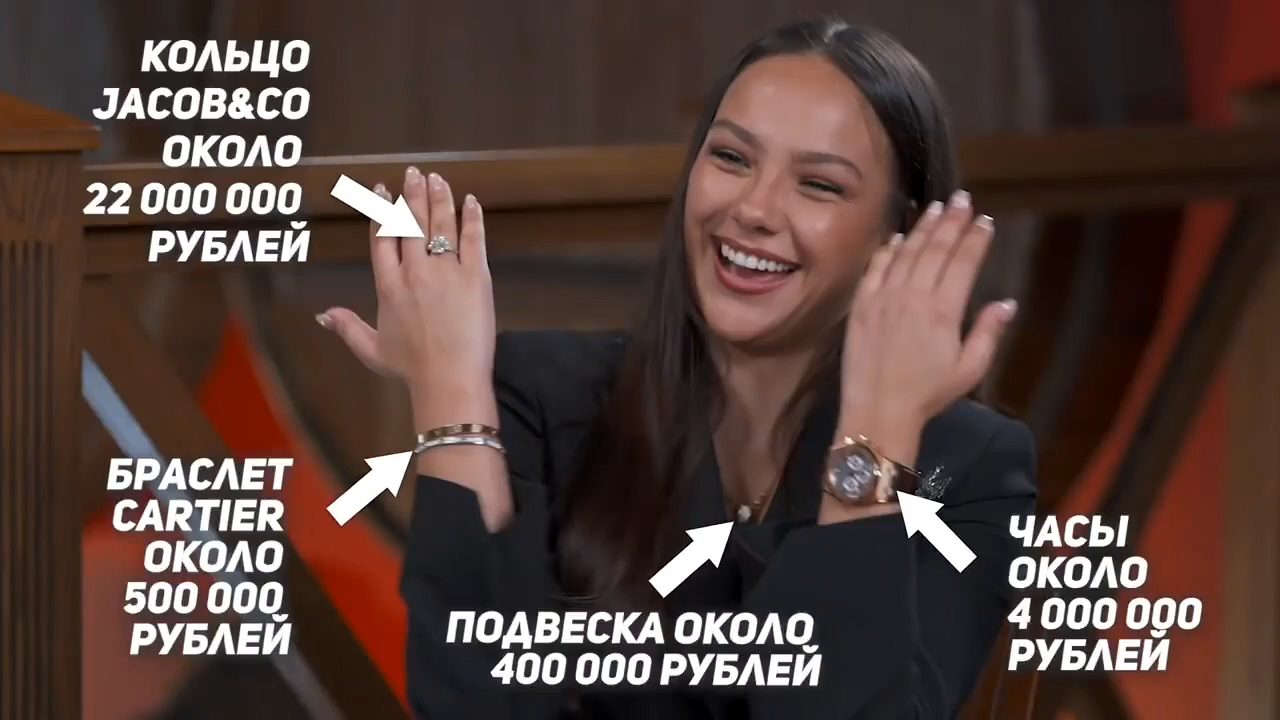 КОЛЬЦО
JACOB&CO
ОКОЛО
22 000 000
РУБЛЕЙ
БРАСЛЕТ
CARTIER
ОКОЛО
500 000
РУБЛЕЙ
ПОДВЕСКА ОКОЛО
400 000 РУБЛЕЙ
ЧАСЫ
ОКОЛО
4 000 000
РУБЛЕЙ